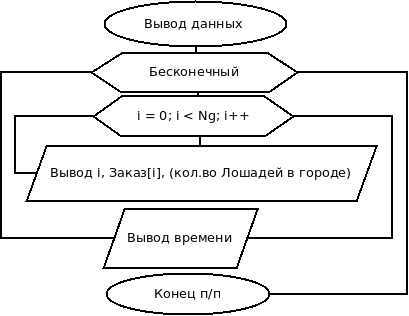 Вывод данных
Бесконечный
i = 0; i < Ng; i++
Вывод i, Заказ[i], (кол.во Лошадей в городе)
Вывод времени
Конец п/п